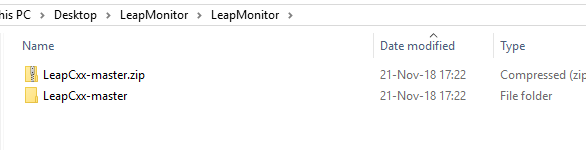 his PC > Desktop > LeapMonitor > LeapMonitor >
Name Date modified Type
LeapCxx-master.zip 21-Nov-18 17:22 Compressed (zip
LeapCxx-master 21-Nov-18 17:22 File folder